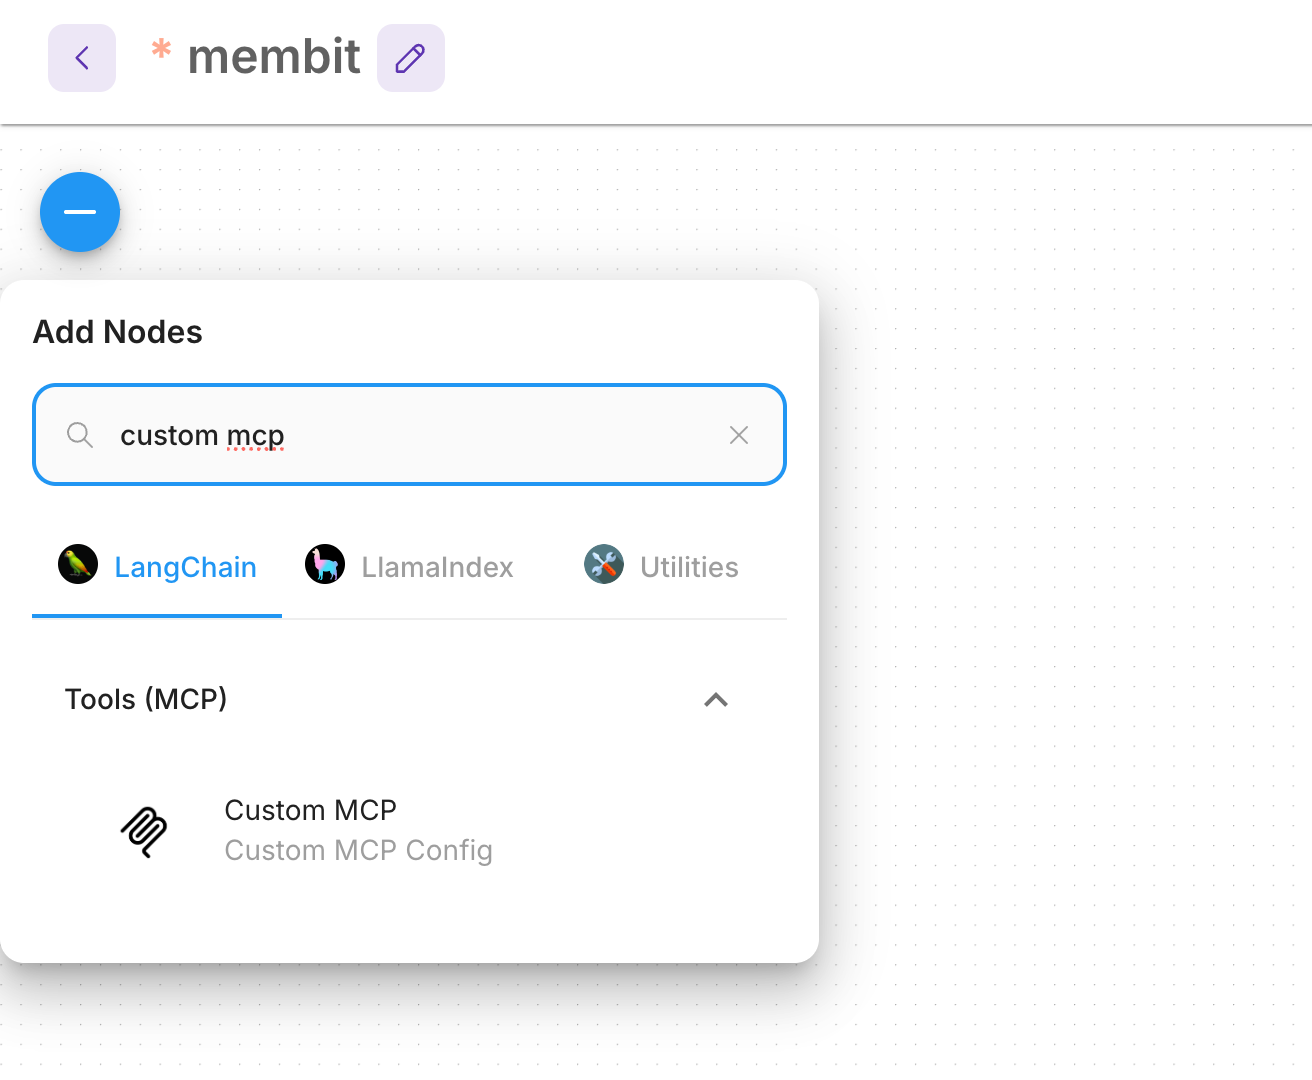 * membit
Add Nodes
custom mcp
LangChain
LlamaIndex
Utilities
Tools (MCP)
Custom MCP
Custom MCP Config